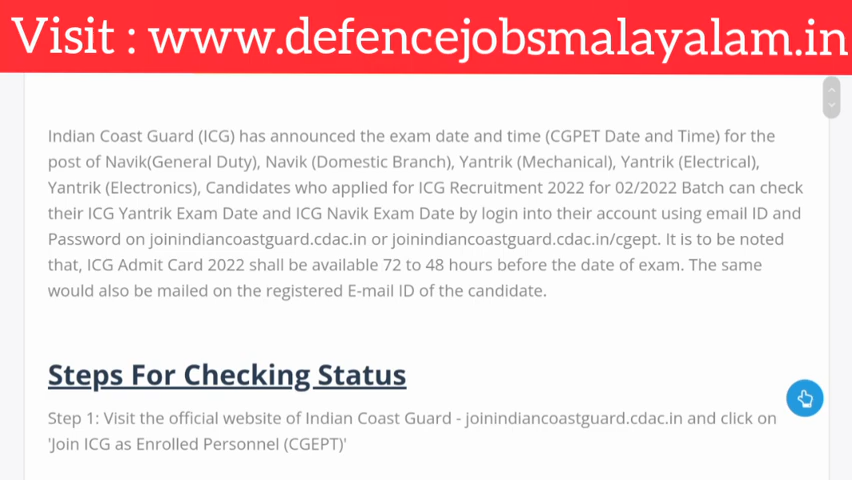 Visit : www.defencejobsmalayalam.in
Indian Coast Guard (ICG) has announced the exam date and time (CGPET Date and Time) for the
post of Navik(General Duty), Navik (Domestic Branch), Yantrik (Mechanical), Yantrik (Electrical),
Yantrik (Electronics), Candidates who applied for ICG Recruitment 2022 for 02/2022 Batch can check
their ICG Yantrik Exam Date and ICG Navik Exam Date by login into their account using email ID and
Password on joinindiancoastguard.cdac.in or joinindiancoastguard.cdac.in/cgept. It is to be noted
that, ICG Admit Card 2022 shall be available 72 to 48 hours before the date of exam. The same
would also be mailed on the registered E-mail ID of the candidate.
Steps For Checking Status
Step 1: Visit the official website of Indian Coast Guard - joinindiancoastguard.cdac.in and click on
'Join ICG as Enrolled Personnel (CGEPT)'